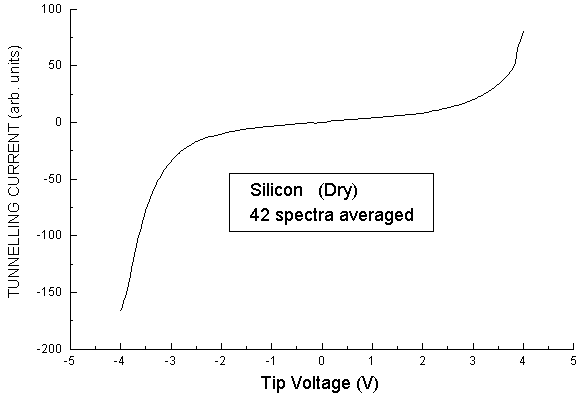 100
50
0
-50
-100
-150
-200
TUNNELLING CURRENT (arb. units)
Silicon (Dry)
42 spectra averaged
-5 -4 -3 -2 -1 0 1 2 3 4 5
Tip Voltage (V)